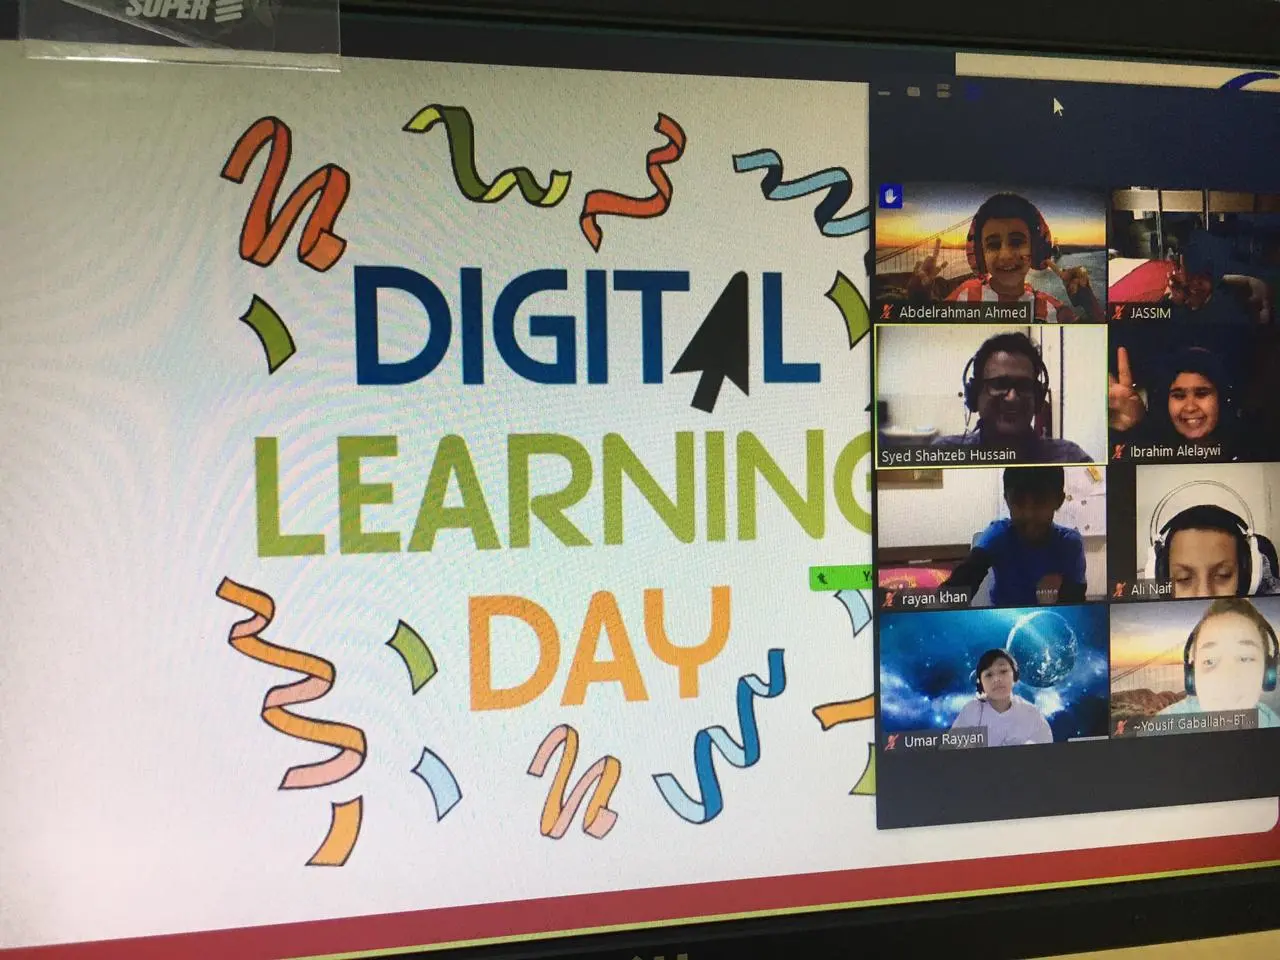 SUPER
DIGITAL
LEARNING
DAY
Abdelrahman Ahmed
JASSIM
Syed Shahzeb Hussain
Ibrahim Alelaywi
rayan khan
Ali Naif
Umar Rayyan
~Yousif Gaballah~BT...